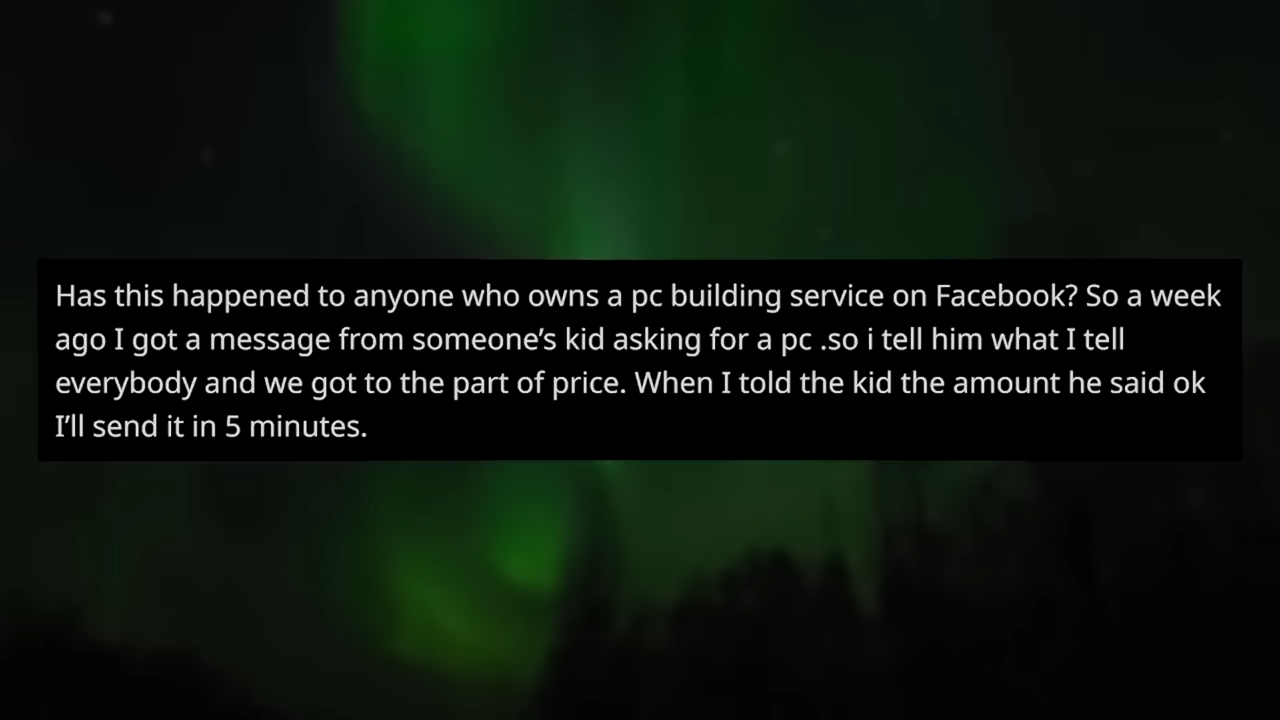 Has this happened to anyone who owns a pc building service on Facebook? So a week
ago I got a message from someone’s kid asking for a pc .so i tell him what I tell
everybody and we got to the part of price. When I told the kid the amount he said ok
I’ll send it in 5 minutes.